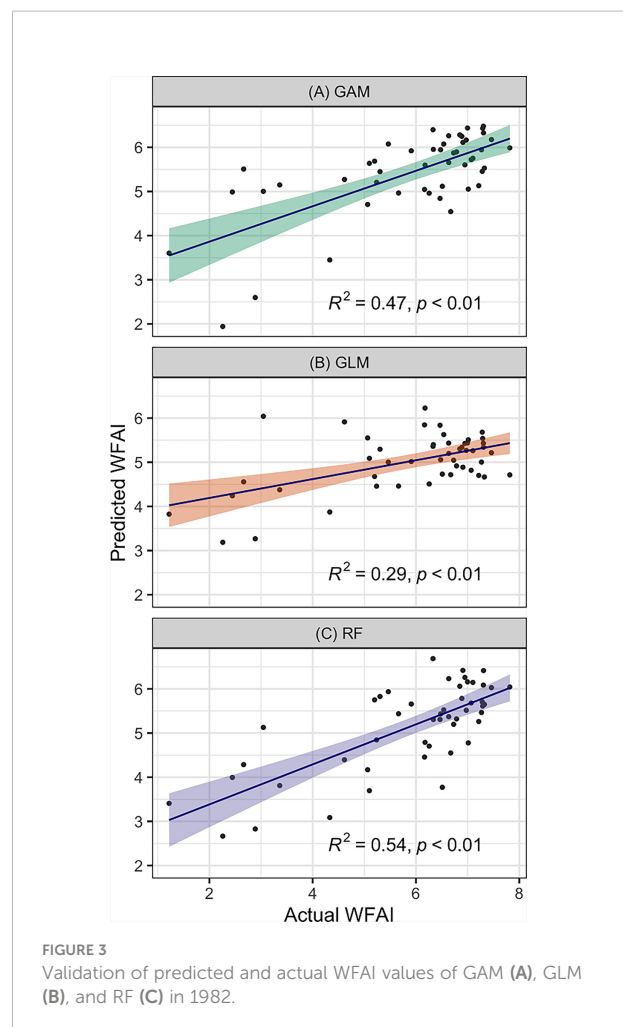 (A) GAM
6
5
4
3
2
R² = 0.47, p < 0.01
(B) GLM
6
5
4
3
2
R² = 0.29, p < 0.01
Predicted WFAI
(C) RF
6
5
4
3
2
R² = 0.54, p < 0.01
2 4 6 8
Actual WFAI
FIGURE 3
Validation of predicted and actual WFAI values of GAM (A), GLM
(B), and RF (C) in 1982.